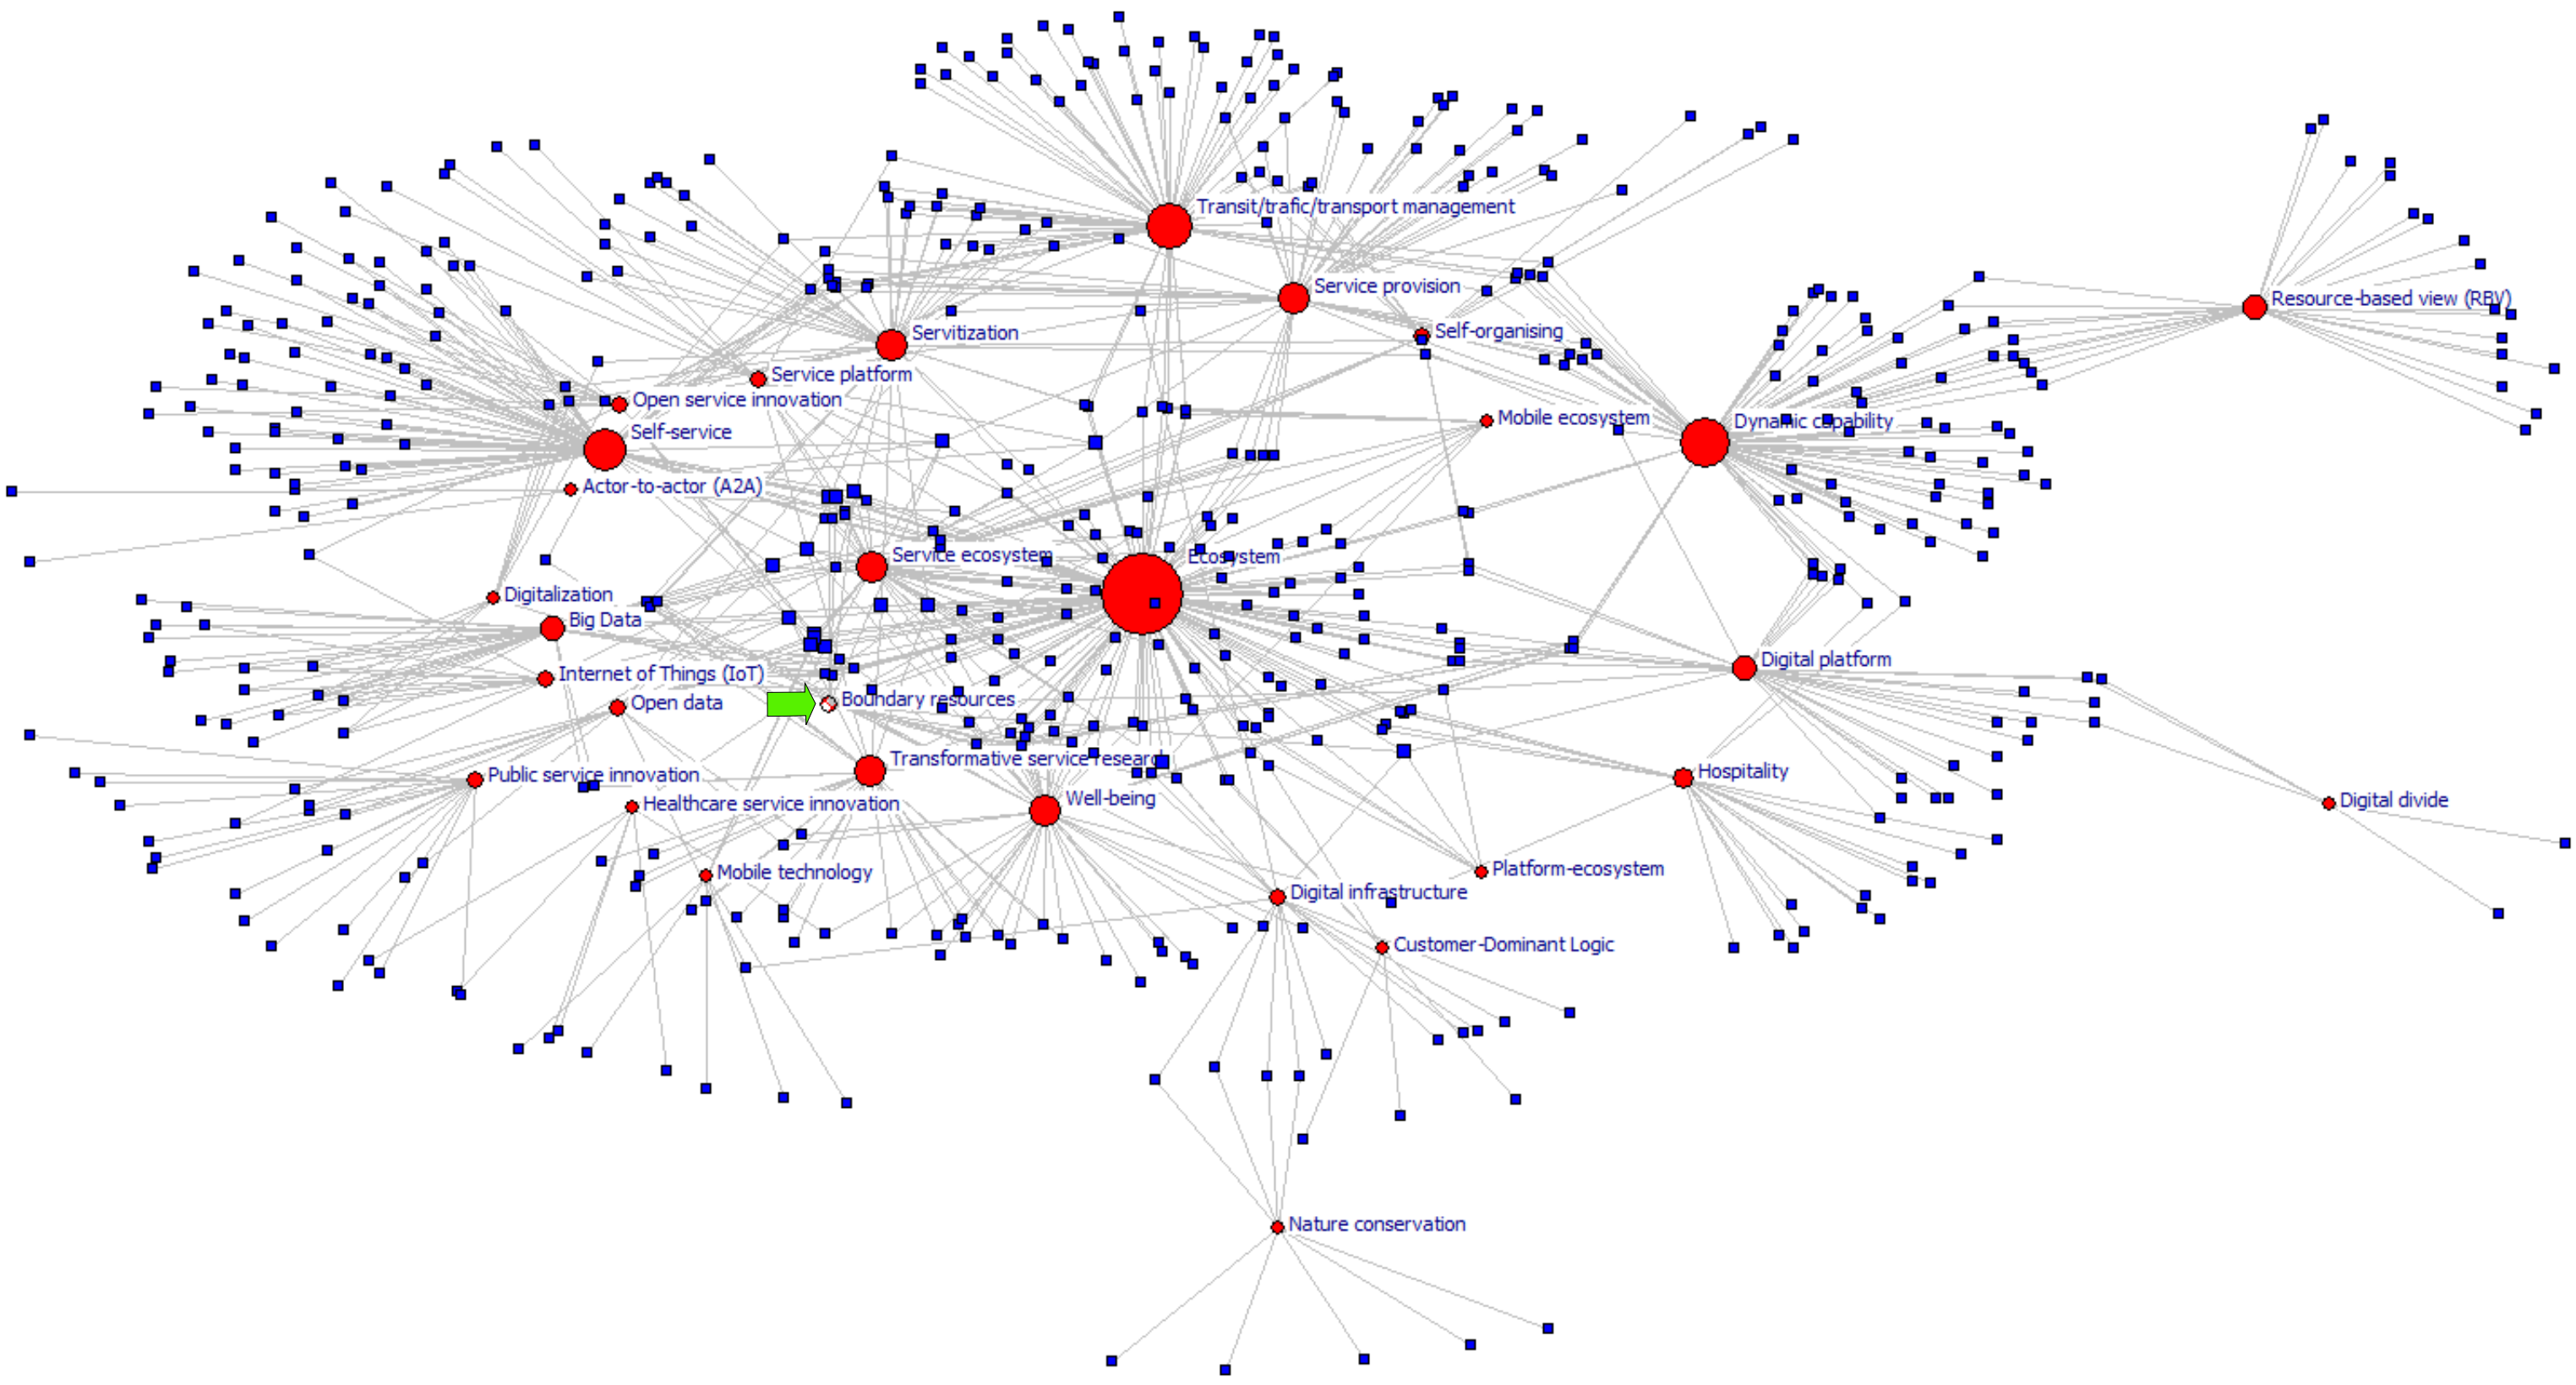 Transit/trafic/transport management
Service provision
Resource-based view (RBV)
Servitization
Self-organising
Service platform
Open service innovation
Mobile ecosystem
Dynamic capability
Self-service
Actor-to-actor (A2A)
Service ecosystem
Ecosystem
Digitalization
Big Data
Digital platform
Internet of Things (IoT)
Open data
Boundary resources
Transformative service research
Public service innovation
Hospitality
Well-being
Digital divide
Healthcare service innovation
Mobile technology
Platform-ecosystem
Digital infrastructure
Customer-Dominant Logic
Nature conservation